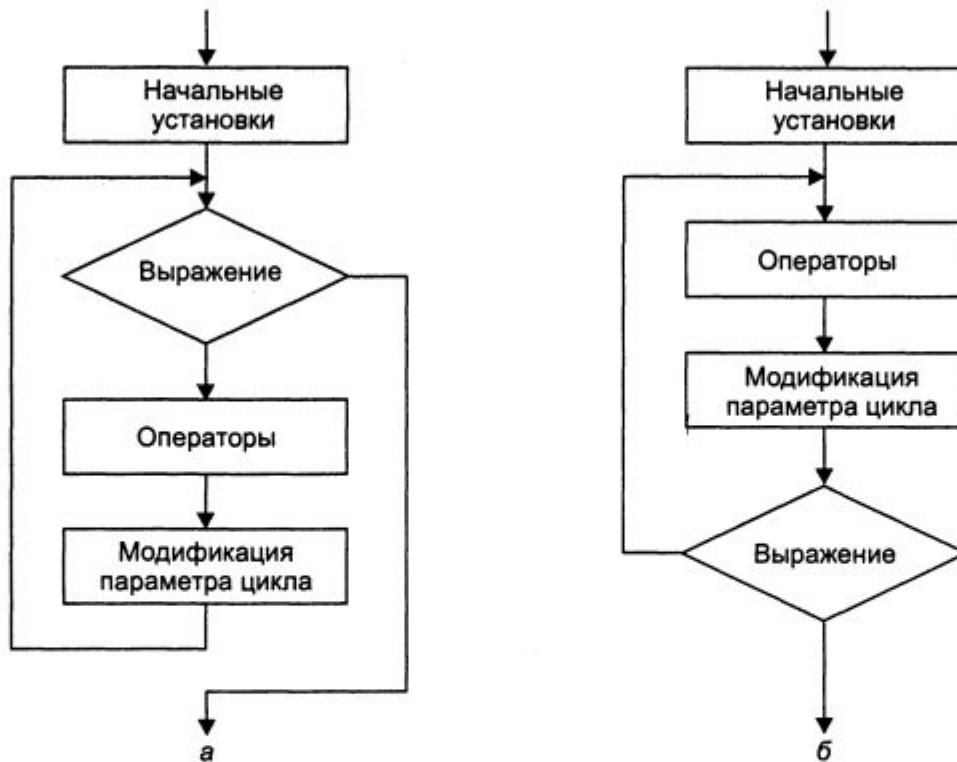 Начальные
установки
Выражение
Операторы
Модификация
параметра цикла
а
Начальные
установки
Операторы
Модификация
параметра цикла
Выражение
б